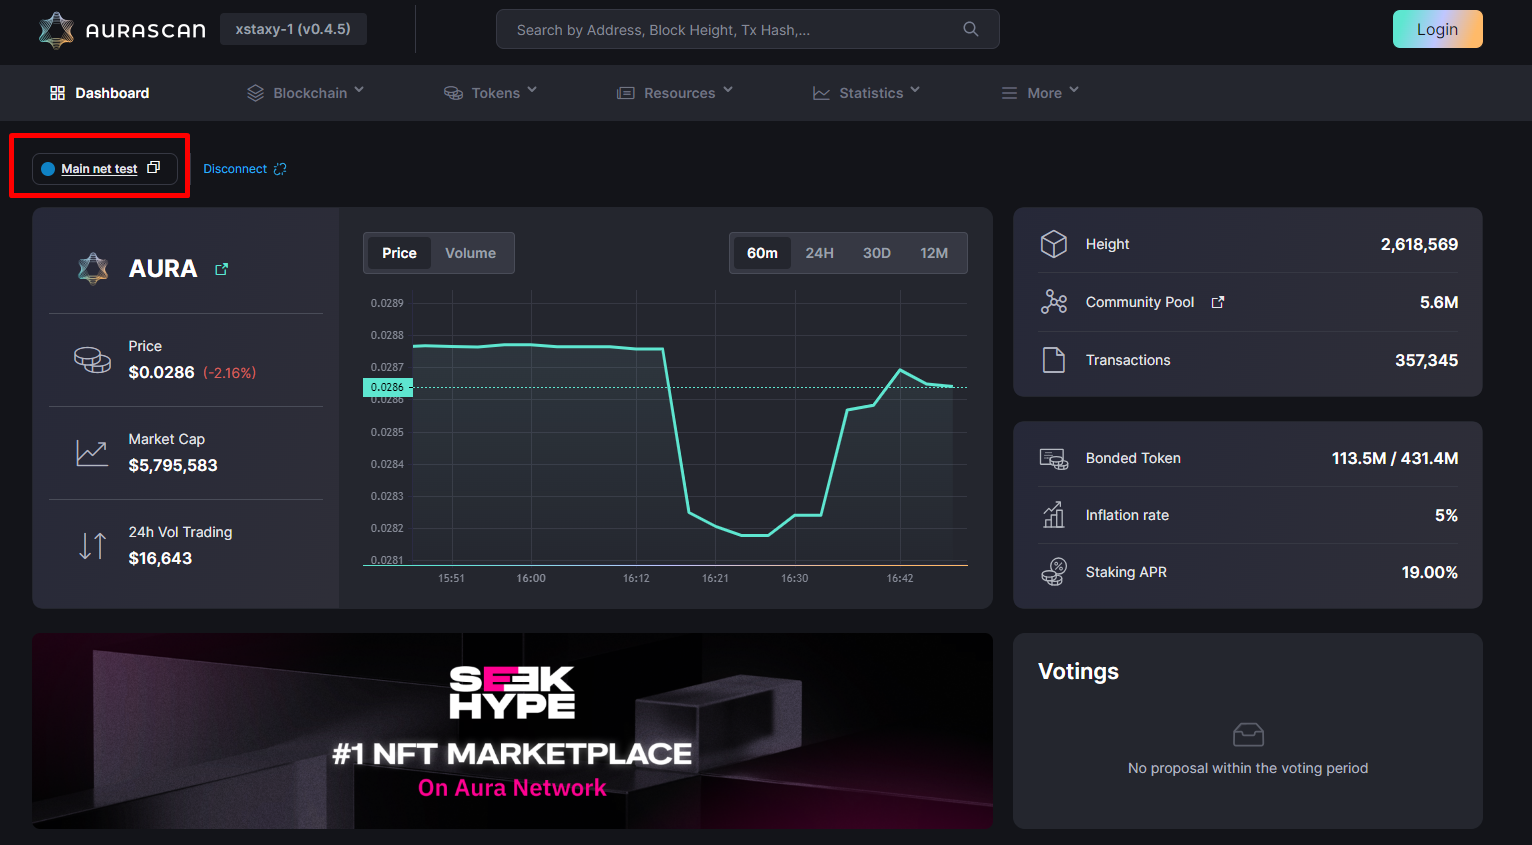 AURASCAN
xstaxy-1 (v0.4.5)
Search by Address, Block Height, Tx Hash,...
Login
Dashboard
Blockchain
Tokens
Resources
Statistics
More
Main net test
Disconnect
AURA
Price
$0.0286 (-2.16%)
Market Cap
$5,795,583
24h Vol Trading
$16,643
Price
Volume
60m
24H
30D
12M
0.0289
0.0288
0.0287
0.0286
0.0286
0.0285
0.0284
0.0283
0.0282
0.0281
15:51
16:00
16:12
16:21
16:30
16:42
Height
2,618,569
Community Pool
5.6M
Transactions
357,345
Bonded Token
113.5M / 431.4M
Inflation rate
5%
Staking APR
19.00%
SEEK
HYPE
#1 NFT MARKETPLACE
On Aura Network
Votings
No proposal within the voting period